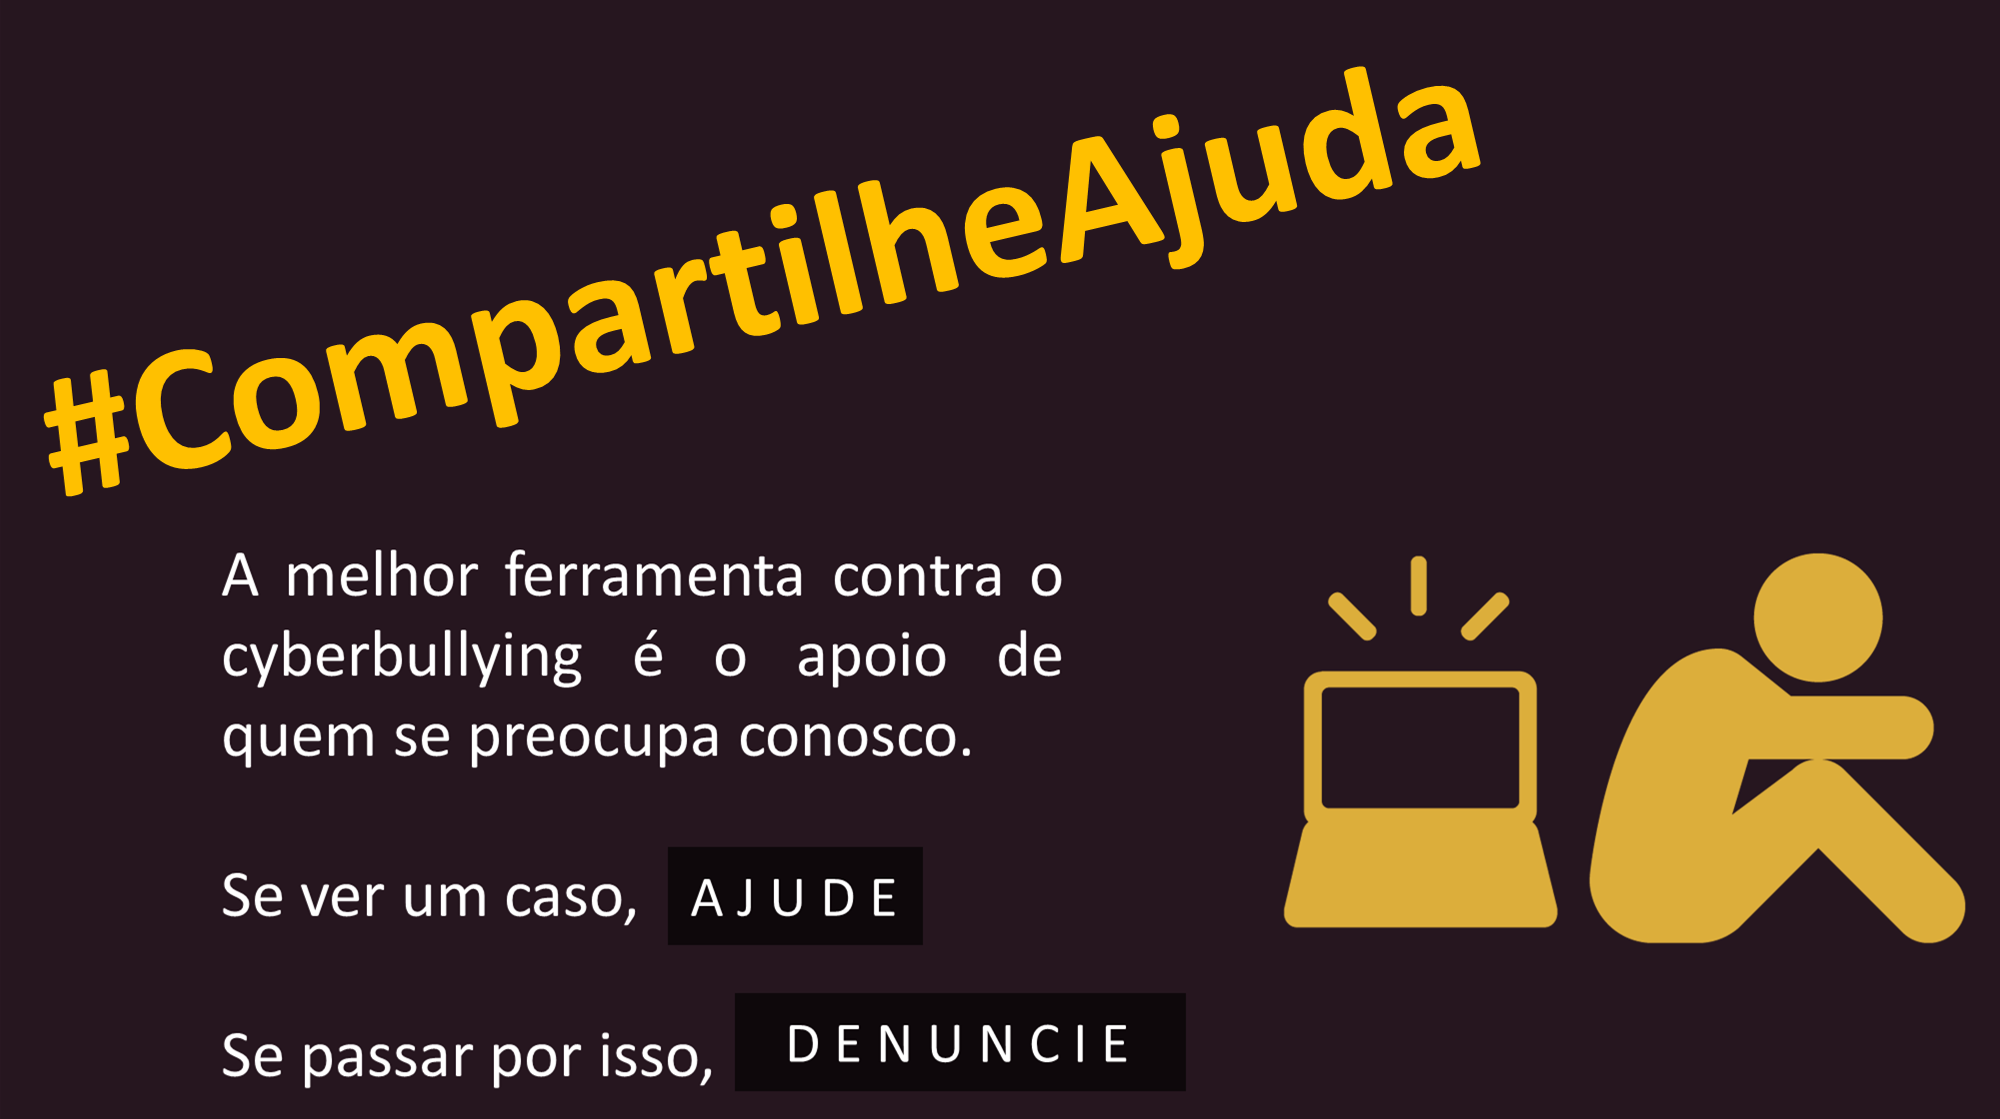 #CompartilheAjuda
A melhor ferramenta contra o
cyberbullying é o apoio de
quem se preocupa conosco.
Se ver um caso, AJUDE
Se passar por isso, DENUNCIE